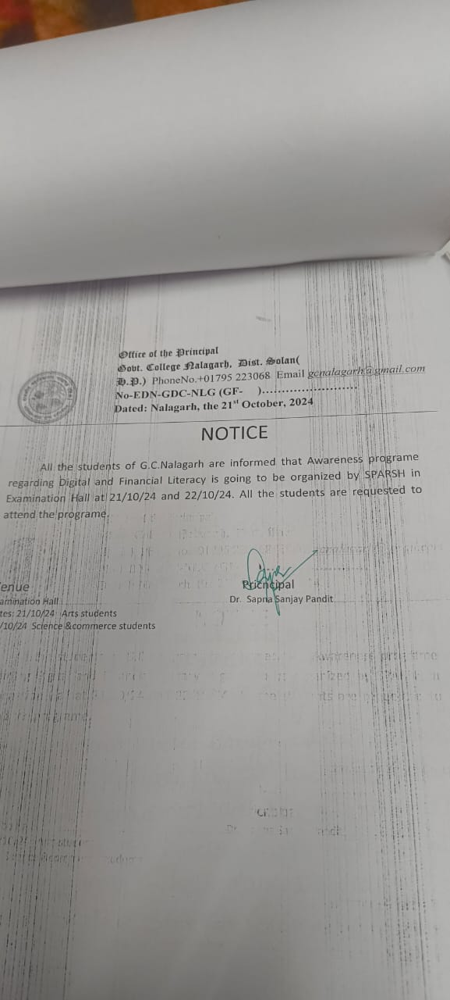 Office of the Principal
Govt. College Nalagarh, Dist. Solan(
H.P.) PhoneNo.+01795 223068 Email gcnalagarh@gmail.com
No-EDN-GDC-NLG (GF- )........................
Dated: Nalagarh, the 21st October, 2024
NOTICE
All the students of G.C.Nalagarh are informed that Awareness programe
regarding Digital and Financial Literacy is going to be organized by SPARSH in
Examination Hall at 21/10/24 and 22/10/24. All the students are requested to
attend the programe.
enue
amination Hall
tes: 21/10/24 Arts students
/10/24 Science &commerce students
Pricncipal
Dr. Sapna Sanjay Pandit